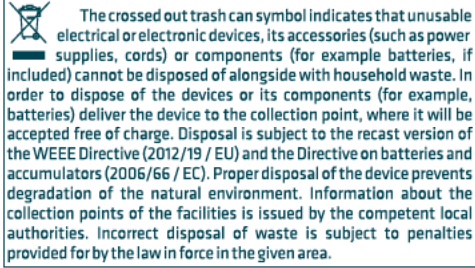 The crossed out trash can symbol indicates that unusable
electrical or electronic devices, its accessories (such as power
supplies, cords) or components (for example batteries, if
included) cannot be disposed of alongside with household waste. In
order to dispose of the devices or its components (for example,
batteries) deliver the device to the collection point, where it will be
accepted free of charge. Disposal is subject to the recast version of
the WEEE Directive (2012/19 / EU) and the Directive on batteries and
accumulators (2006/66 / EC). Proper disposal of the device prevents
degradation of the natural environment. Information about the
collection points of the facilities is issued by the competent local
authorities. Incorrect disposal of waste is subject to penalties
provided for by the law in force in the given area.